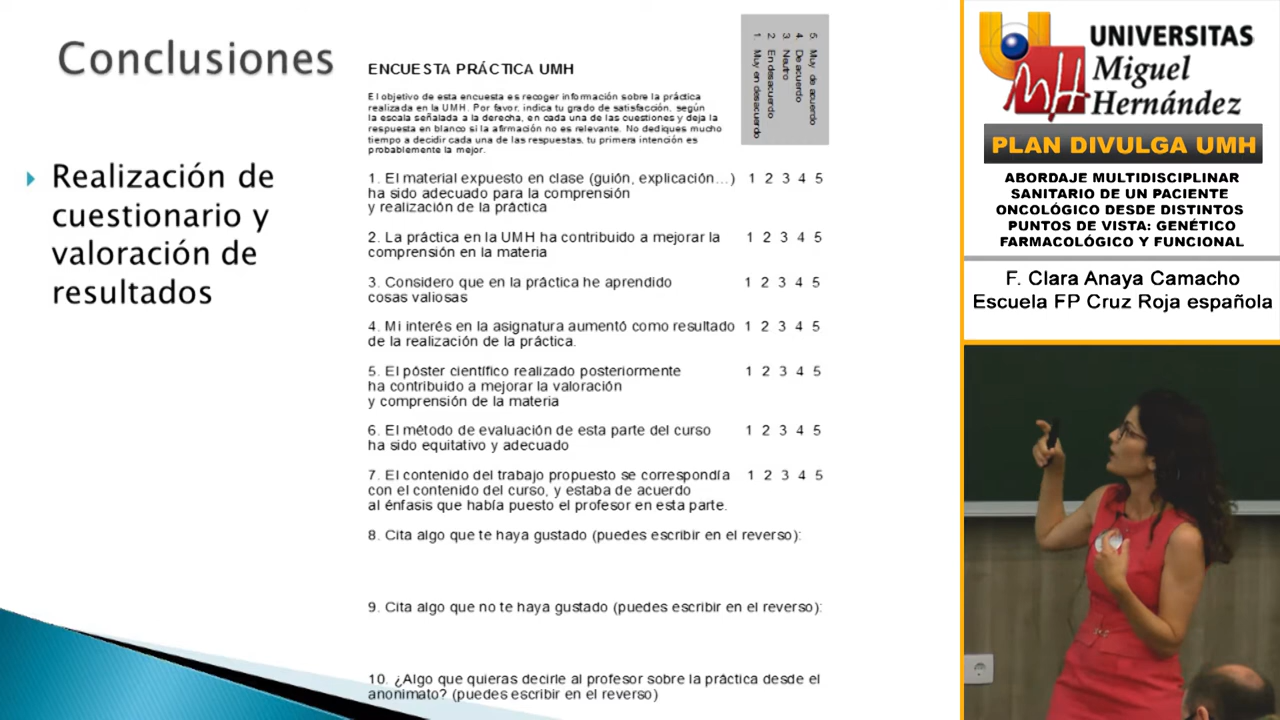 Conclusiones
Realización de
cuestionario y
valoración de
resultados
ENCUESTA PRÁCTICA UMH
El objetivo de esta encuesta es recoger información sobre la práctica
realizada en la UMH. Por favor, indica tu grado de satisfacción, según
la escala señalada a la derecha, en cada una de las cuestiones y deja la
respuesta en blanco si la afirmación no es relevante. No dediques mucho
tiempo a decidir cada una de las respuestas, tu primera intención es
probablemente la mejor.
5 Muy de acuerdo
4 De acuerdo
3 Neutro
2 En desacuerdo
1. Muy en desacuerdo
1. El material expuesto en clase (guión, explicación...) 1 2 3 4 5
ha sido adecuado para la comprensión
y realización de la práctica
2. La práctica en la UMH ha contribuido a mejorar la 1 2 3 4 5
comprensión en la materia
3. Considero que en la práctica he aprendido 1 2 3 4 5
cosas valiosas
4. Mi interés en la asignatura aumentó como resultado 1 2 3 4 5
de la realización de la práctica.
5. El póster científico realizado posteriormente 1 2 3 4 5
ha contribuido a mejorar la valoración
y comprensión de la materia
6. El método de evaluación de esta parte del curso 1 2 3 4 5
ha sido equitativo y adecuado
7. El contenido del trabajo propuesto se correspondía 1 2 3 4 5
con el contenido del curso, y estaba de acuerdo
al énfasis que había puesto el profesor en esta parte.
8. Cita algo que te haya gustado (puedes escribir en el reverso):
9. Cita algo que no te haya gustado (puedes escribir en el reverso):
10. ¿Algo que quieras decirle al profesor sobre la práctica desde el
anonimato? (puedes escribir en el reverso)
UNIVERSITAS
Miguel
Hernández
PLAN DIVULGA UMH
ABORDAJE MULTIDISCIPLINAR
SANITARIO DE UN PACIENTE
ONCOLÓGICO DESDE DISTINTOS
PUNTOS DE VISTA: GENÉTICO
FARMACOLÓGICO Y FUNCIONAL
F. Clara Anaya Camacho
Escuela FP Cruz Roja española